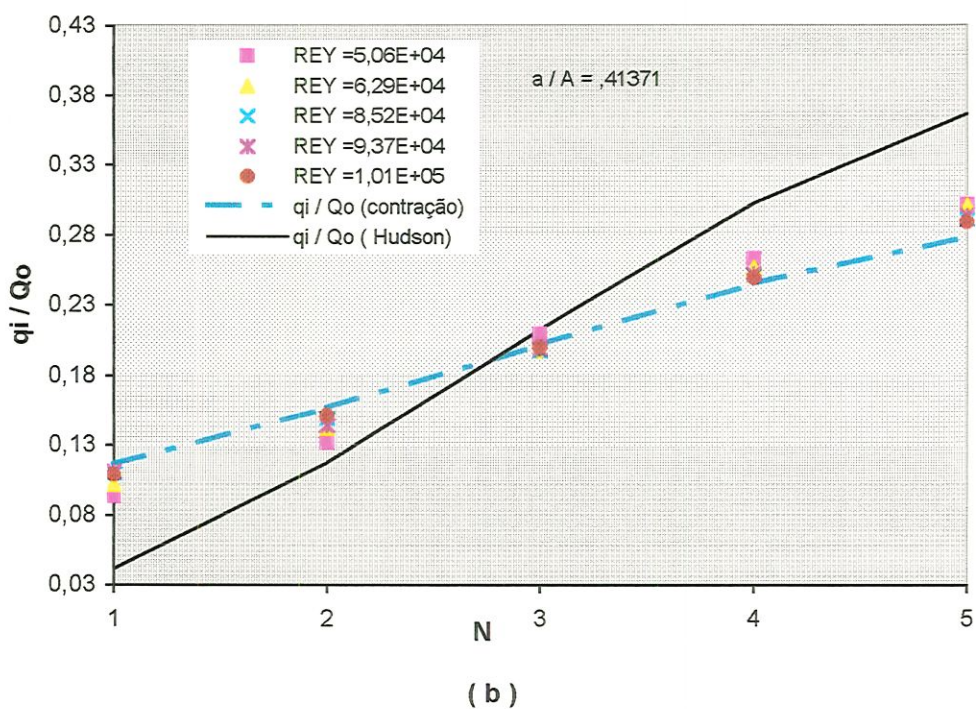 0,43
0,38
0,33
0,28
0,23
0,18
0,13
0,08
0,03
qi / Qo
REY =5,06E+04
REY =6,29E+04
REY =8,52E+04
REY =9,37E+04
REY =1,01E+05
qi / Qo (contração)
qi / Qo ( Hudson)
a / A = ,41371
1 2 3 4 5
N
( b )